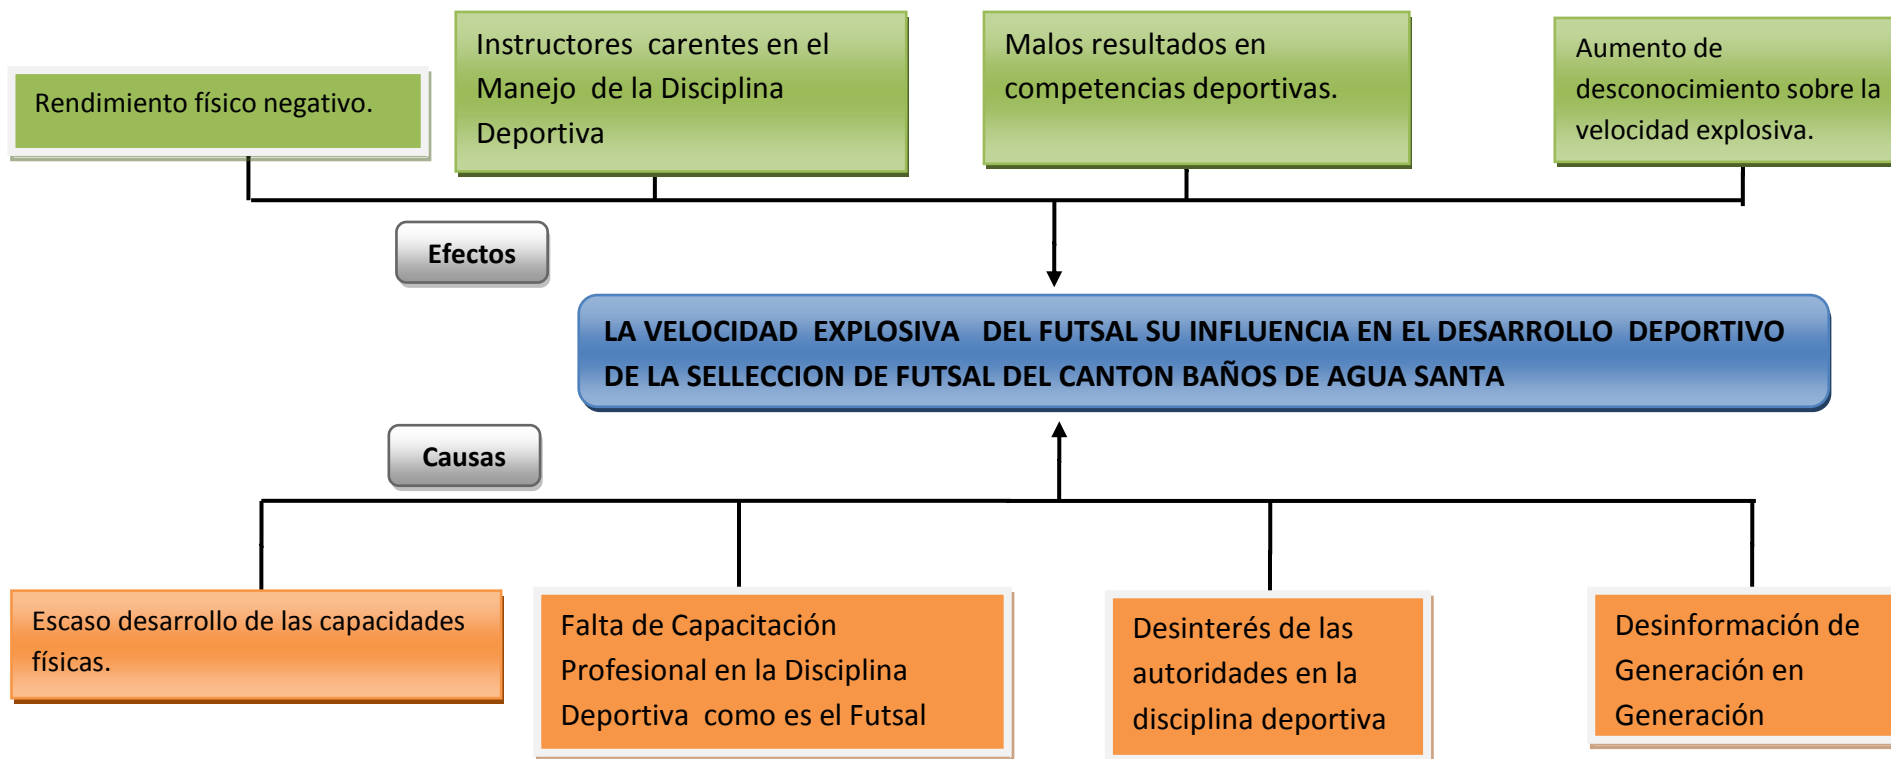 Rendimiento físico negativo.
Instructores carentes en el
Manejo de la Disciplina
Deportiva
Malos resultados en
competencias deportivas.
Aumento de
desconocimiento sobre la
velocidad explosiva.
Efectos
LA VELOCIDAD EXPLOSIVA DEL FUTSAL SU INFLUENCIA EN EL DESARROLLO DEPORTIVO
DE LA SELLECCION DE FUTSAL DEL CANTON BAÑOS DE AGUA SANTA
Causas
Escaso desarrollo de las capacidades
físicas.
Falta de Capacitación
Profesional en la Disciplina
Deportiva como es el Futsal
Desinterés de las
autoridades en la
disciplina deportiva
Desinformación de
Generación en
Generación